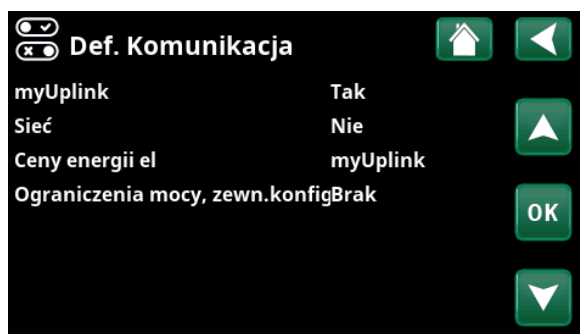 Def. Komunikacja
myUplink Tak
Sieć Nie
Ceny energii el myUplink
Ograniczenia mocy, zewn.konfigBrak
OK